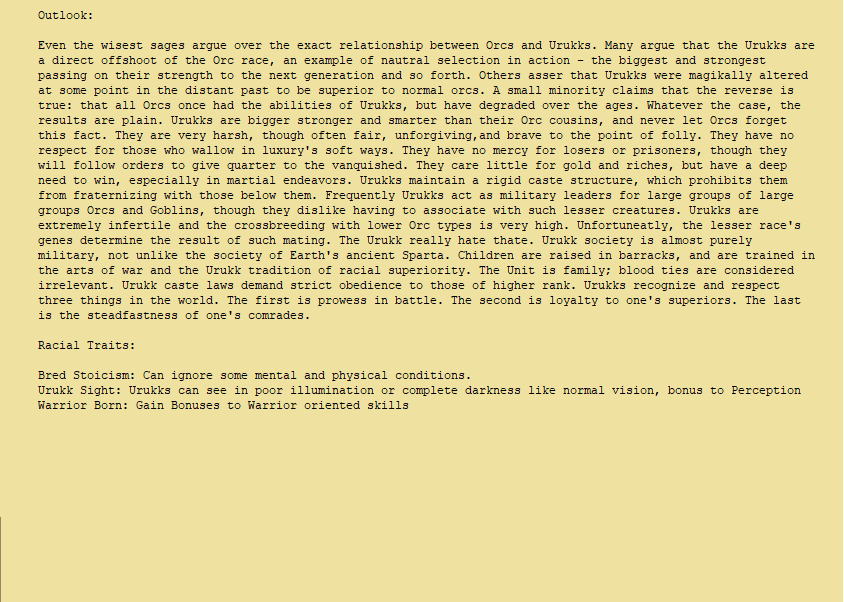 Outlook:
Even the wisest sages argue over the exact relationship between Orcs and Urukks. Many argue that the Urukks are
a direct offshoot of the Orc race, an example of nautral selection in action - the biggest and strongest
passing on their strength to the next generation and so forth. Others asser that Urukks were magikally altered
at some point in the distant past to be superior to normal orcs. A small minority claims that the reverse is
true: that all Orcs once had the abilities of Urukks, but have degraded over the ages. Whatever the case, the
results are plain. Urukks are bigger stronger and smarter than their Orc cousins, and never let Orcs forget
this fact. They are very harsh, though often fair, unforgiving,and brave to the point of folly. They have no
respect for those who wallow in luxury's soft ways. They have no mercy for losers or prisoners, though they
will follow orders to give quarter to the vanquished. They care little for gold and riches, but have a deep
need to win, especially in martial endeavors. Urukks maintain a rigid caste structure, which prohibits them
from fraternizing with those below them. Frequently Urukks act as military leaders for large groups of large
groups Orcs and Goblins, though they dislike having to associate with such lesser creatures. Urukks are
extremely infertile and the crossbreeding with lower Orc types is very high. Unfortuneatly, the lesser race's
genes determine the result of such mating. The Urukk really hate thate. Urukk society is almost purely
military, not unlike the society of Earth's ancient Sparta. Children are raised in barracks, and are trained in
the arts of war and the Urukk tradition of racial superiority. The Unit is family; blood ties are considered
irrelevant. Urukk caste laws demand strict obedience to those of higher rank. Urukks recognize and respect
three things in the world. The first is prowess in battle. The second is loyalty to one's superiors. The last
is the steadfastness of one's comrades.
Racial Traits:
Bred Stoicism: Can ignore some mental and physical conditions.
Urukk Sight: Urukks can see in poor illumination or complete darkness like normal vision, bonus to Perception
Warrior Born: Gain Bonuses to Warrior oriented skills